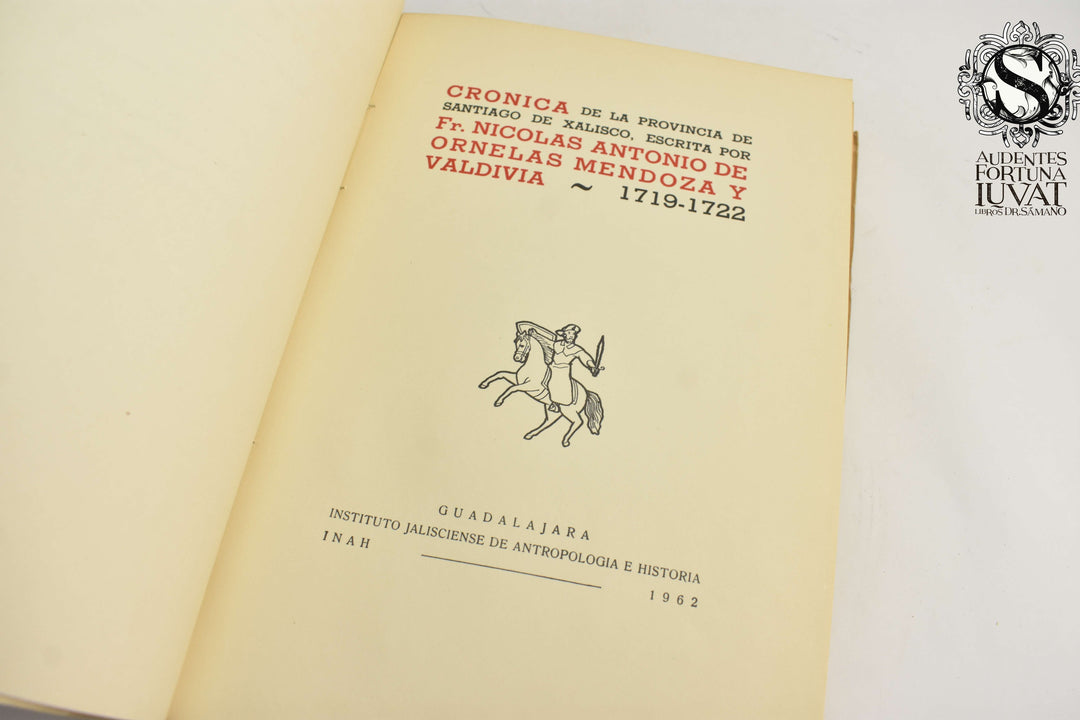 CRONICA DE LA PROVINCIA DE
SANTIAGO DE XALISCO, ESCRITA POR
Fr. NICOLAS ANTONIO DE
ORNELAS MENDOZA Y
VALDIVIA ~ 1719-1722
GUADALAJARA
INSTITUTO JALISCIENSE DE ANTROPOLOGIA E HISTORIA
INAH
1962
S
AUDENTES
FORTUNA
IUVAT
LIBROS DR. SÁMANO